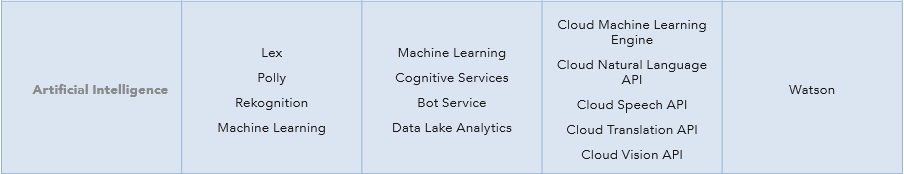 Artificial Intelligence
Lex
Polly
Rekognition
Machine Learning
Machine Learning
Cognitive Services
Bot Service
Data Lake Analytics
Cloud Machine Learning
Engine
Cloud Natural Language
API
Cloud Speech API
Cloud Translation API
Cloud Vision API
Watson